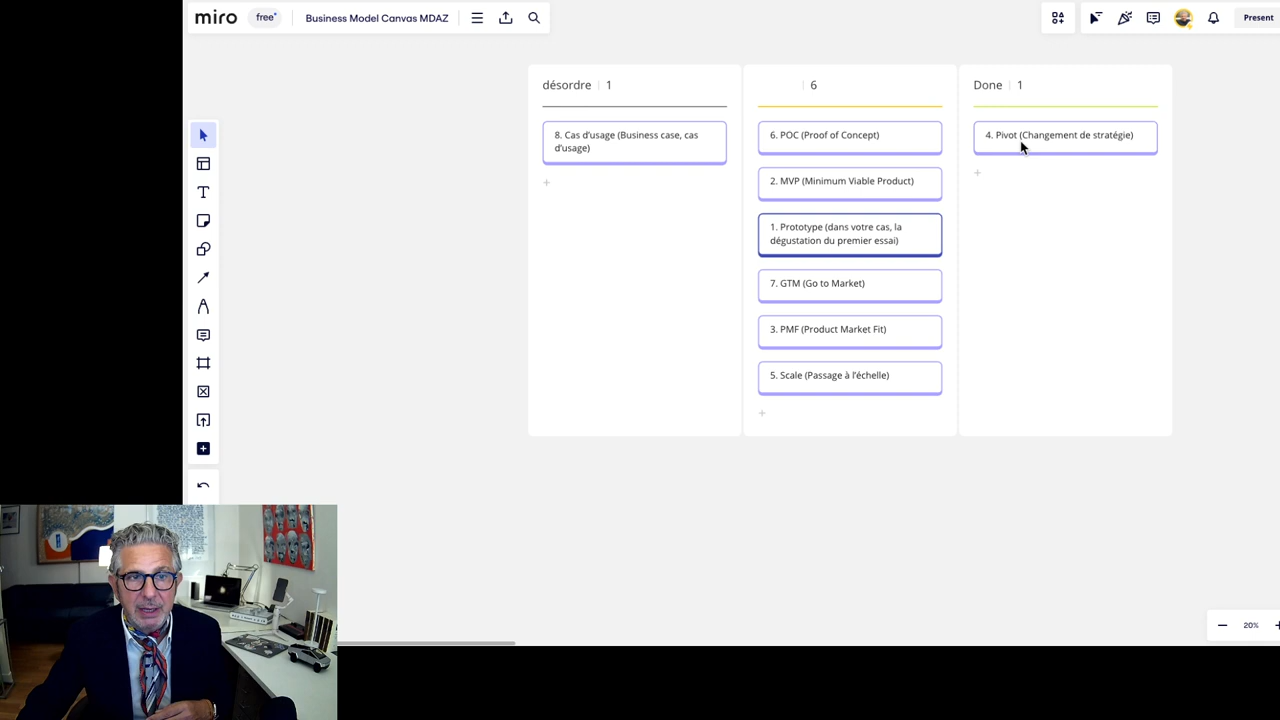 miro free Business Model Canvas MDAZ Present
désordre 1
6
Done 1
8. Cas d'usage (Business case, cas
d'usage)
6. POC (Proof of Concept)
2. MVP (Minimum Viable Product)
1. Prototype (dans votre cas, la
dégustation du premier essai)
7. GTM (Go to Market)
3. PMF (Product Market Fit)
5. Scale (Passage à l'échelle)
4. Pivot (Changement de stratégie)
20%